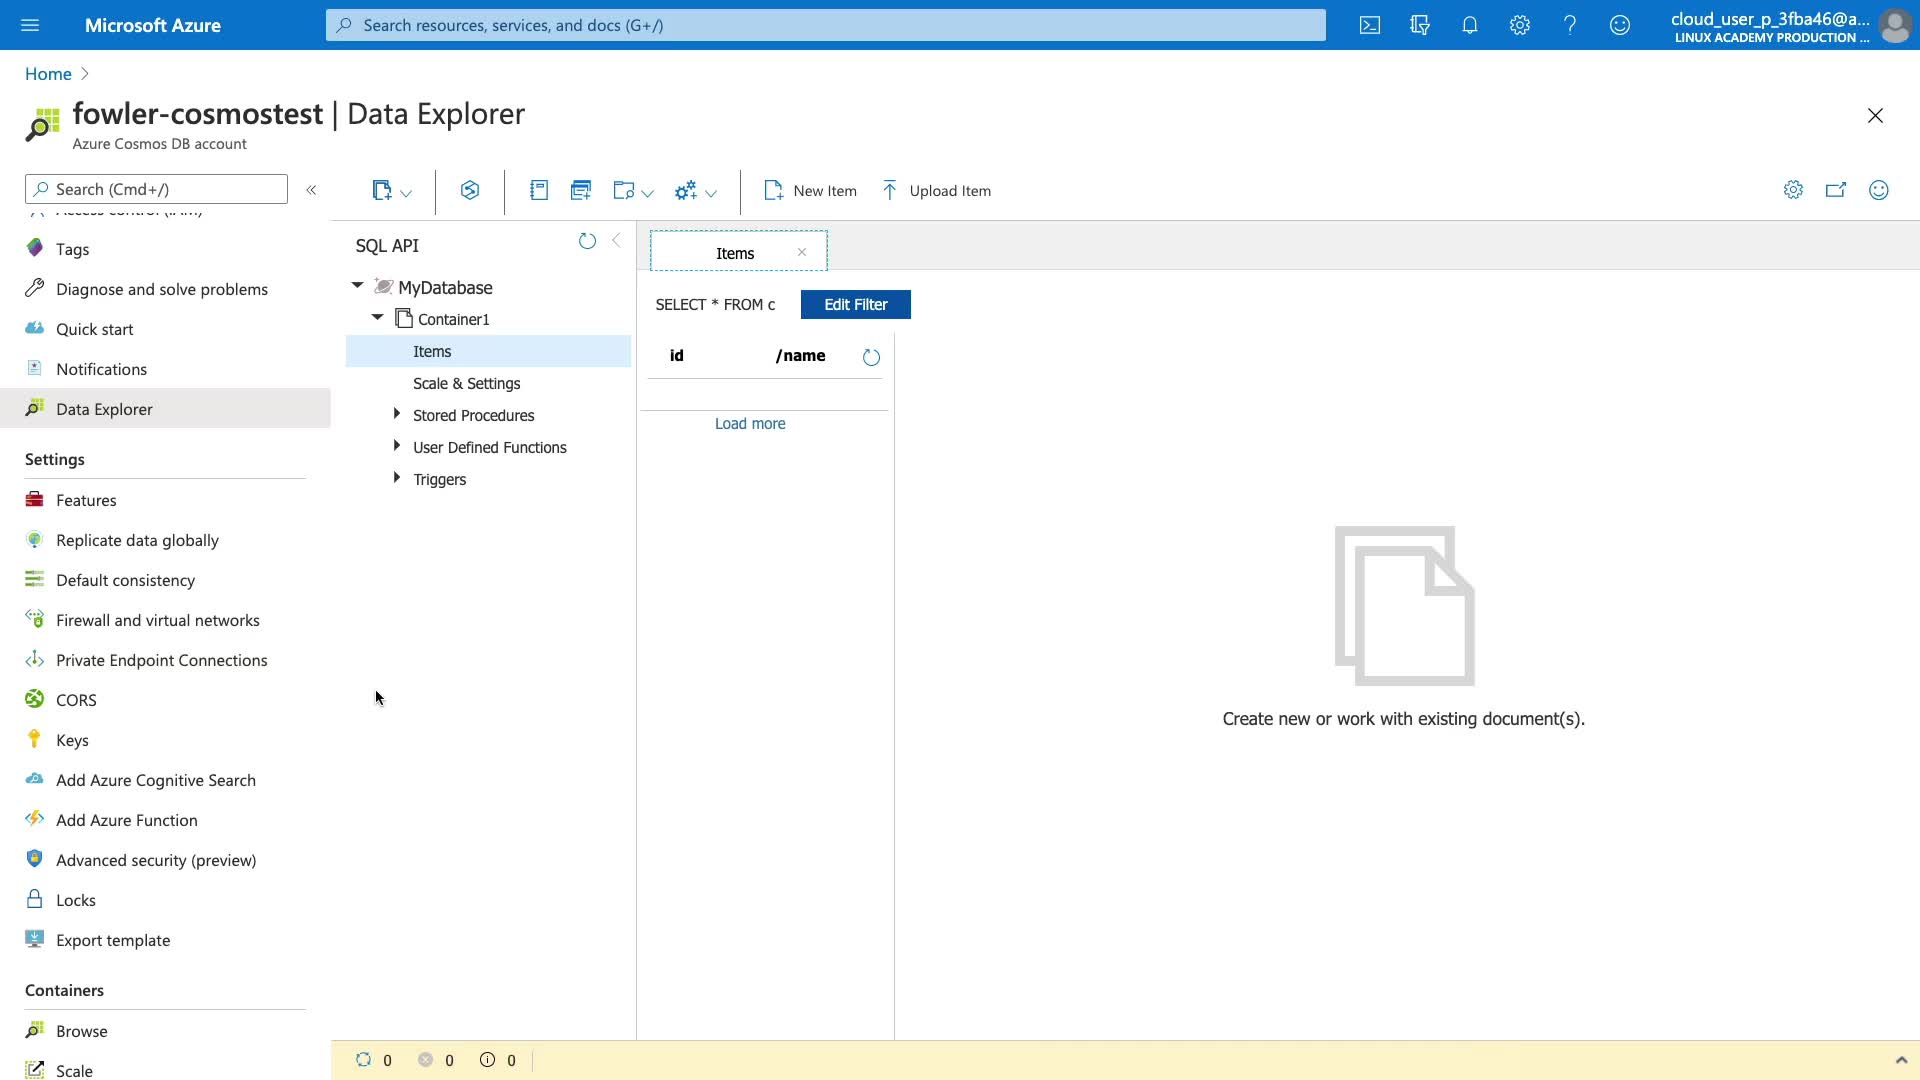 Microsoft Azure
Search resources, services, and docs (G+/)
cloud_user_p_3fba46@a...
LINUX ACADEMY PRODUCTION ...
Home
fowler-cosmostest | Data Explorer
Azure Cosmos DB account
Search (Cmd+/)
«
New Item
Upload Item
Access control (IAM)
Tags
Diagnose and solve problems
Quick start
Notifications
Data Explorer
Settings
Features
Replicate data globally
Default consistency
Firewall and virtual networks
Private Endpoint Connections
CORS
Keys
Add Azure Cognitive Search
Add Azure Function
Advanced security (preview)
Locks
Export template
Containers
Browse
Scale
SQL API
MyDatabase
Container1
Items
Scale & Settings
Stored Procedures
User Defined Functions
Triggers
Items
SELECT * FROM c
Edit Filter
id /name
Load more
Create new or work with existing document(s).
0 0 0